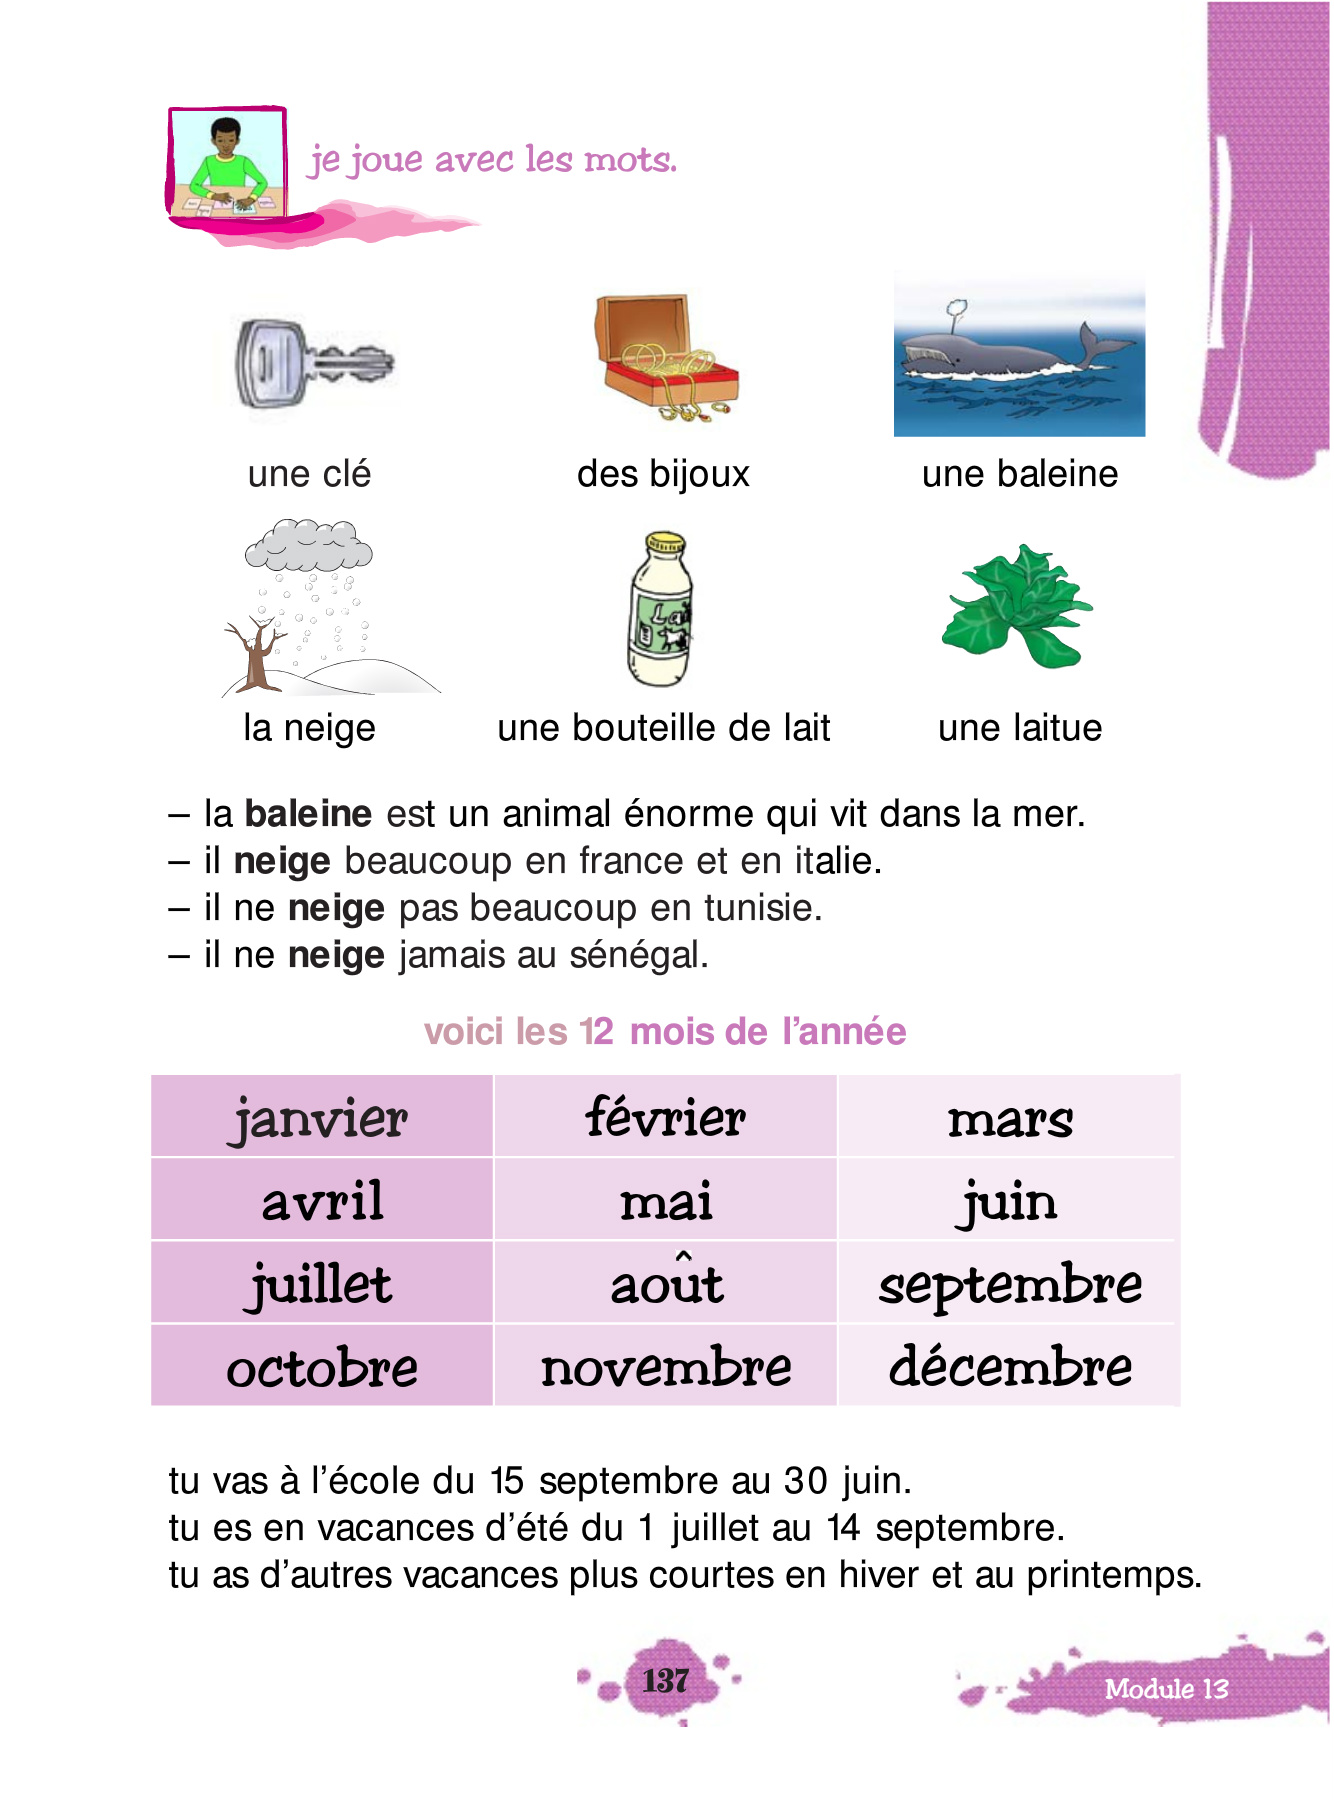 je joue avec les mots.
une clé
des bijoux
une baleine
Lai
la neige
une bouteille de lait
une laitue
– la baleine est un animal énorme qui vit dans la mer.
– il neige beaucoup en france et en italie.
– il ne neige pas beaucoup en tunisie.
– il ne neige jamais au sénégal.
voici les 12 mois de l’année
janvier février mars
avril mai juin
juillet août septembre
octobre novembre décembre
tu vas à l’école du 15 septembre au 30 juin.
tu es en vacances d’été du 1 juillet au 14 septembre.
tu as d’autres vacances plus courtes en hiver et au printemps.
137
Module 13